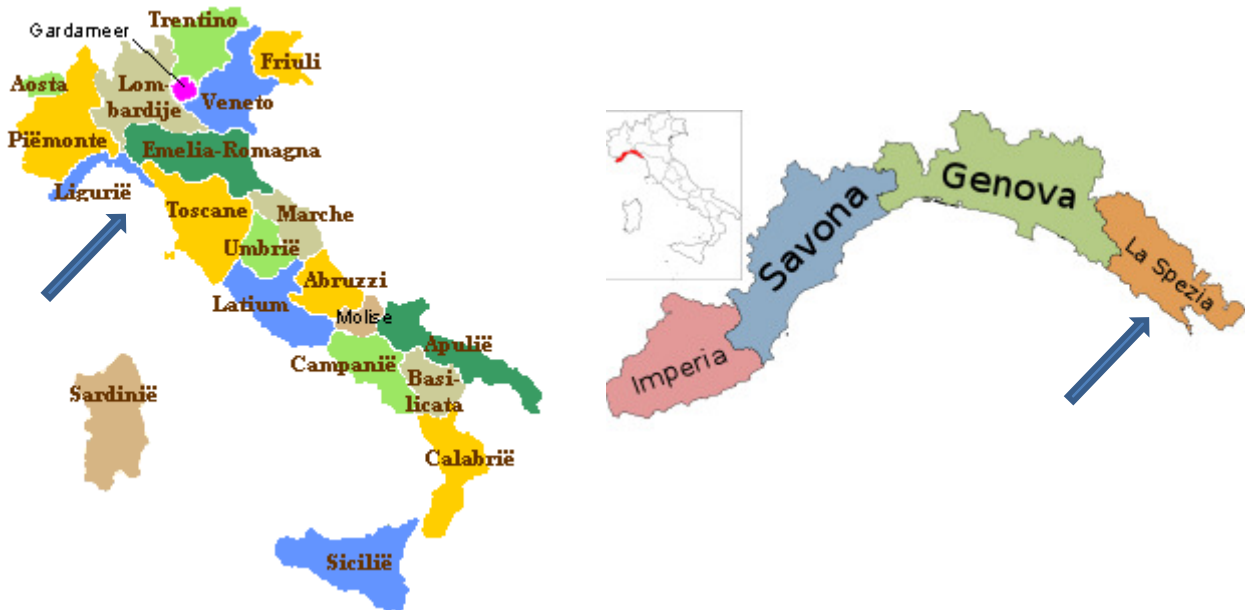 Trentino
Gardameer
Friuli
Aosta
Lom-
bardije
Veneto
Piëmonte
Emelia-Romagna
Ligurië
Toscane
Marche
Umbrië
Abruzzi
Latium
Molise
Apulië
Campanië
Basi-
licata
Sardinië
Calabrië
Sicilië
Genova
Savona
La Spezia
Imperia